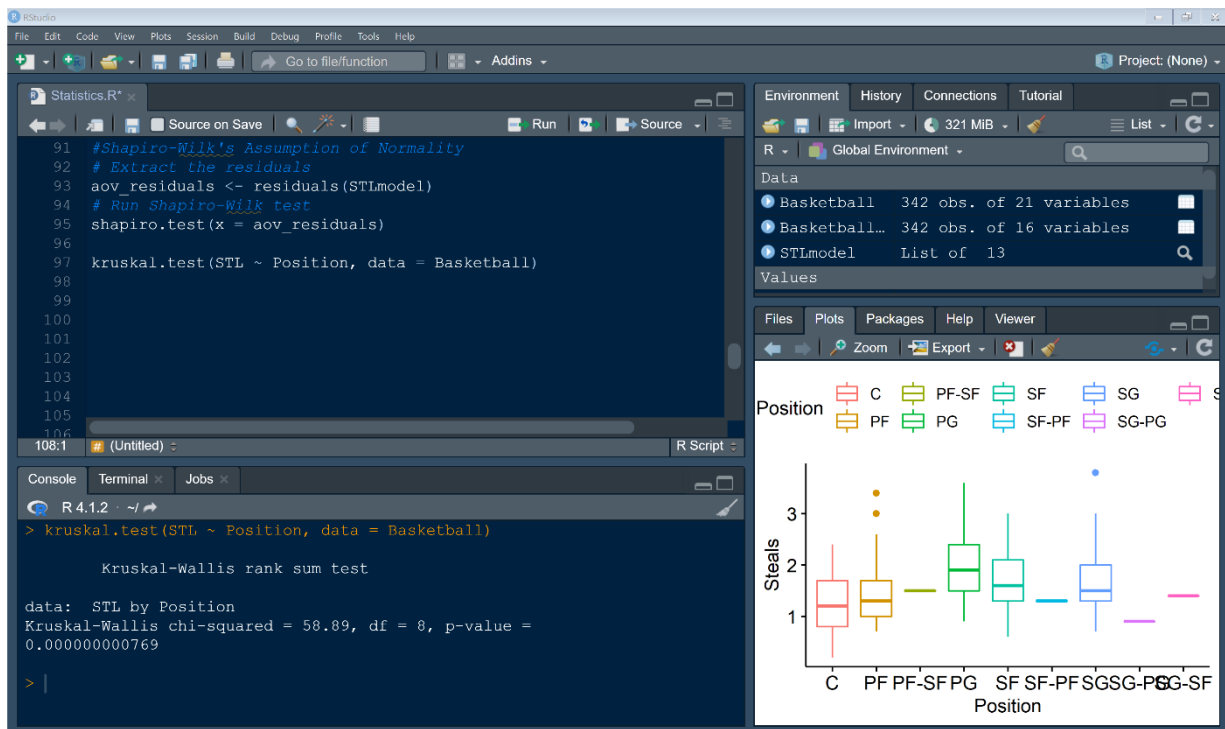 RStudio
File Edit Code View Plots Session Build Debug Profile Tools Help
Go to file/function Addins Project: (None)
Statistics.R*
Source on Save Run Source
91 #Shapiro-Wilk's Assumption of Normality
92 # Extract the residuals
93 aov_residuals <- residuals(STLmodel)
94 # Run Shapiro-Wilk test
95 shapiro.test(x = aov_residuals)
96
97 kruskal.test(STL ~ Position, data = Basketball)
98
99
100
101
102
103
104
105
106
108:1 # (Untitled) R Script
Console Terminal Jobs
R 4.1.2 · ~/
> kruskal.test(STL ~ Position, data = Basketball)
Kruskal-Wallis rank sum test
data: STL by Position
Kruskal-Wallis chi-squared = 58.89, df = 8, p-value =
0.000000000769
>
Environment History Connections Tutorial
Import 321 MiB List
R Global Environment
Data
Basketball 342 obs. of 21 variables
Basketball… 342 obs. of 16 variables
STLmodel List of 13
Values
Files Plots Packages Help Viewer
Zoom Export
Position C PF-SF SF SG S
PF PG SF-PF SG-PG
Steals
3
2
1
C PF PF-SF PG SF SF-PF SG SG-PG SG-SF
Position